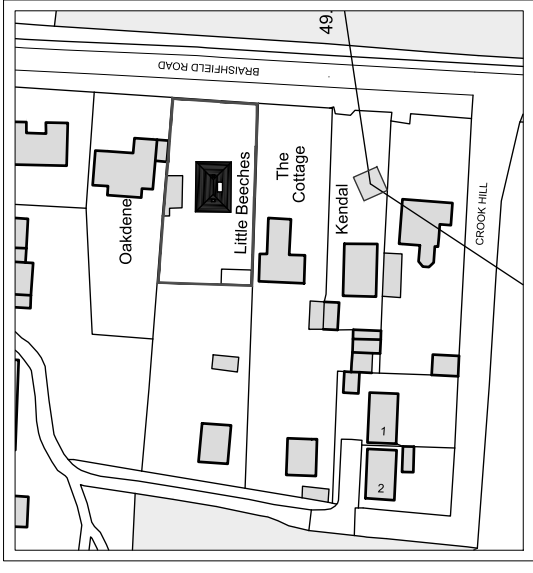 49.
BRAISHFIELD ROAD
The
Cottage
Little Beeches
Oakdene
Kendal
CROOK HILL
1
2